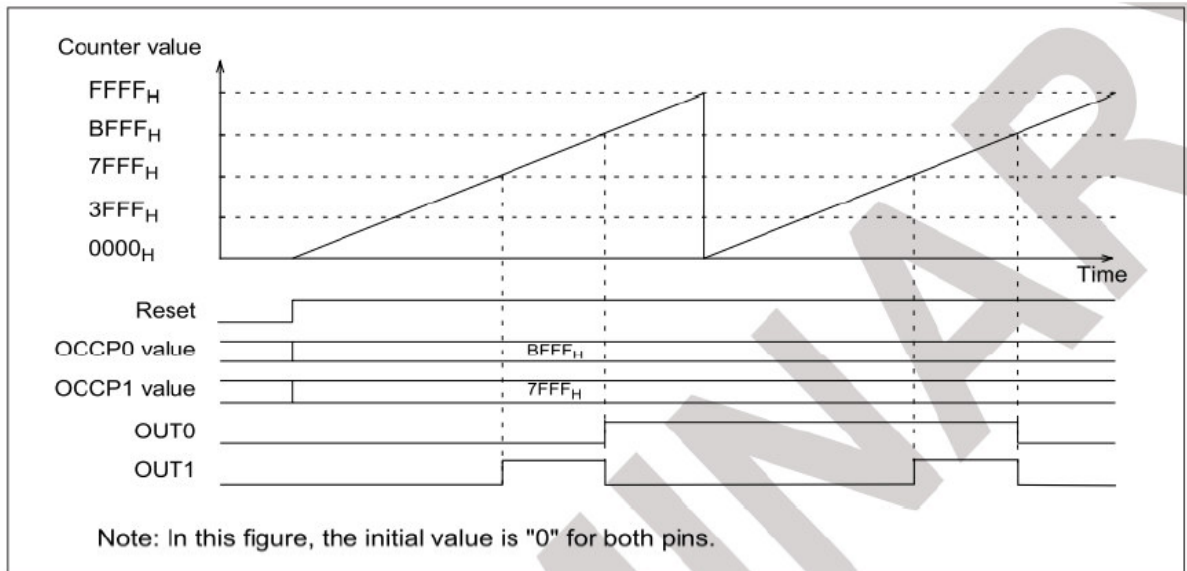 Counter value
FFFFH
BFFFH
7FFFH
3FFFH
0000H
Time
Reset
OCCP0 value BFFFH
OCCP1 value 7FFFH
OUT0
OUT1
Note: In this figure, the initial value is "0" for both pins.